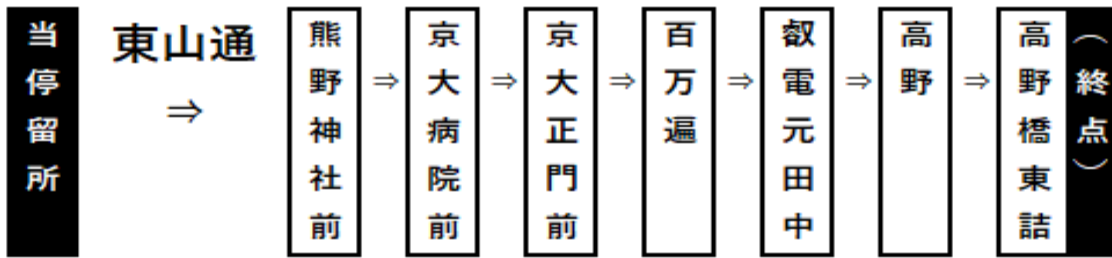 当停留所
東山通
⇒
熊野神社前
⇒
京大病院前
⇒
京大正門前
⇒
百万遍
⇒
叡電元田中
⇒
高野
⇒
高野橋東詰
（終点）